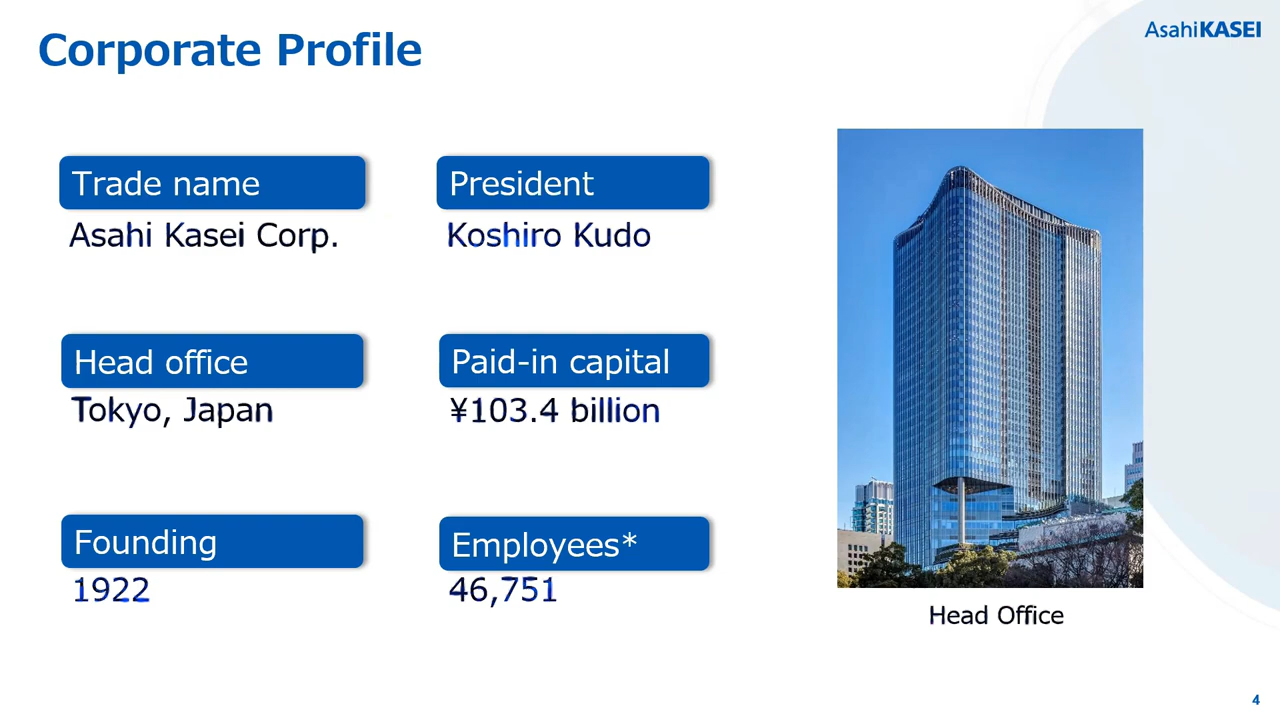 Corporate Profile
AsahiKASEI
Trade name
Asahi Kasei Corp.
President
Koshiro Kudo
Head office
Tokyo, Japan
Paid-in capital
¥103.4 billion
Founding
1922
Employees*
46,751
Head Office
4